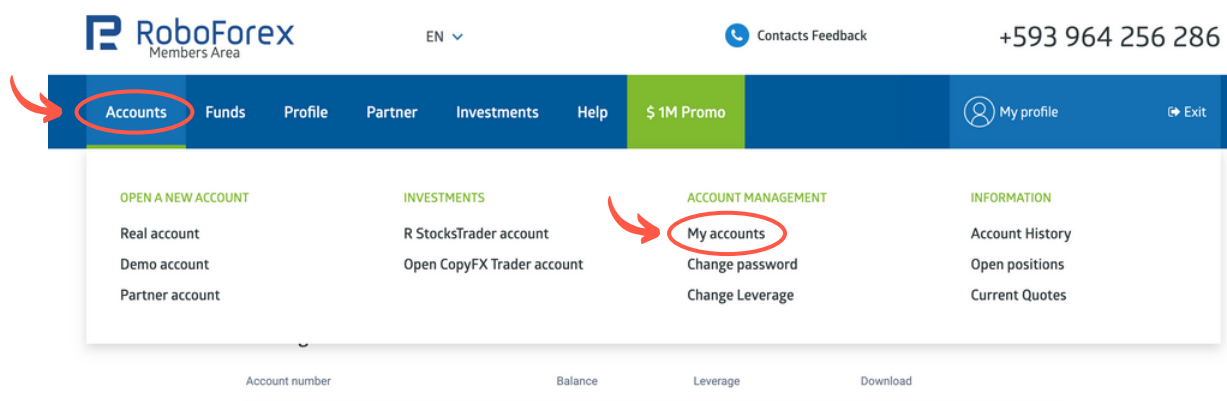 RoboForex
Members Area
EN
Contacts Feedback
+593 964 256 286
Accounts
Funds
Profile
Partner
Investments
Help
$ 1M Promo
My profile
Exit
OPEN A NEW ACCOUNT
Real account
Demo account
Partner account
INVESTMENTS
R StocksTrader account
Open CopyFX Trader account
ACCOUNT MANAGEMENT
My accounts
Change password
Change Leverage
INFORMATION
Account History
Open positions
Current Quotes
Account number
Balance
Leverage
Download